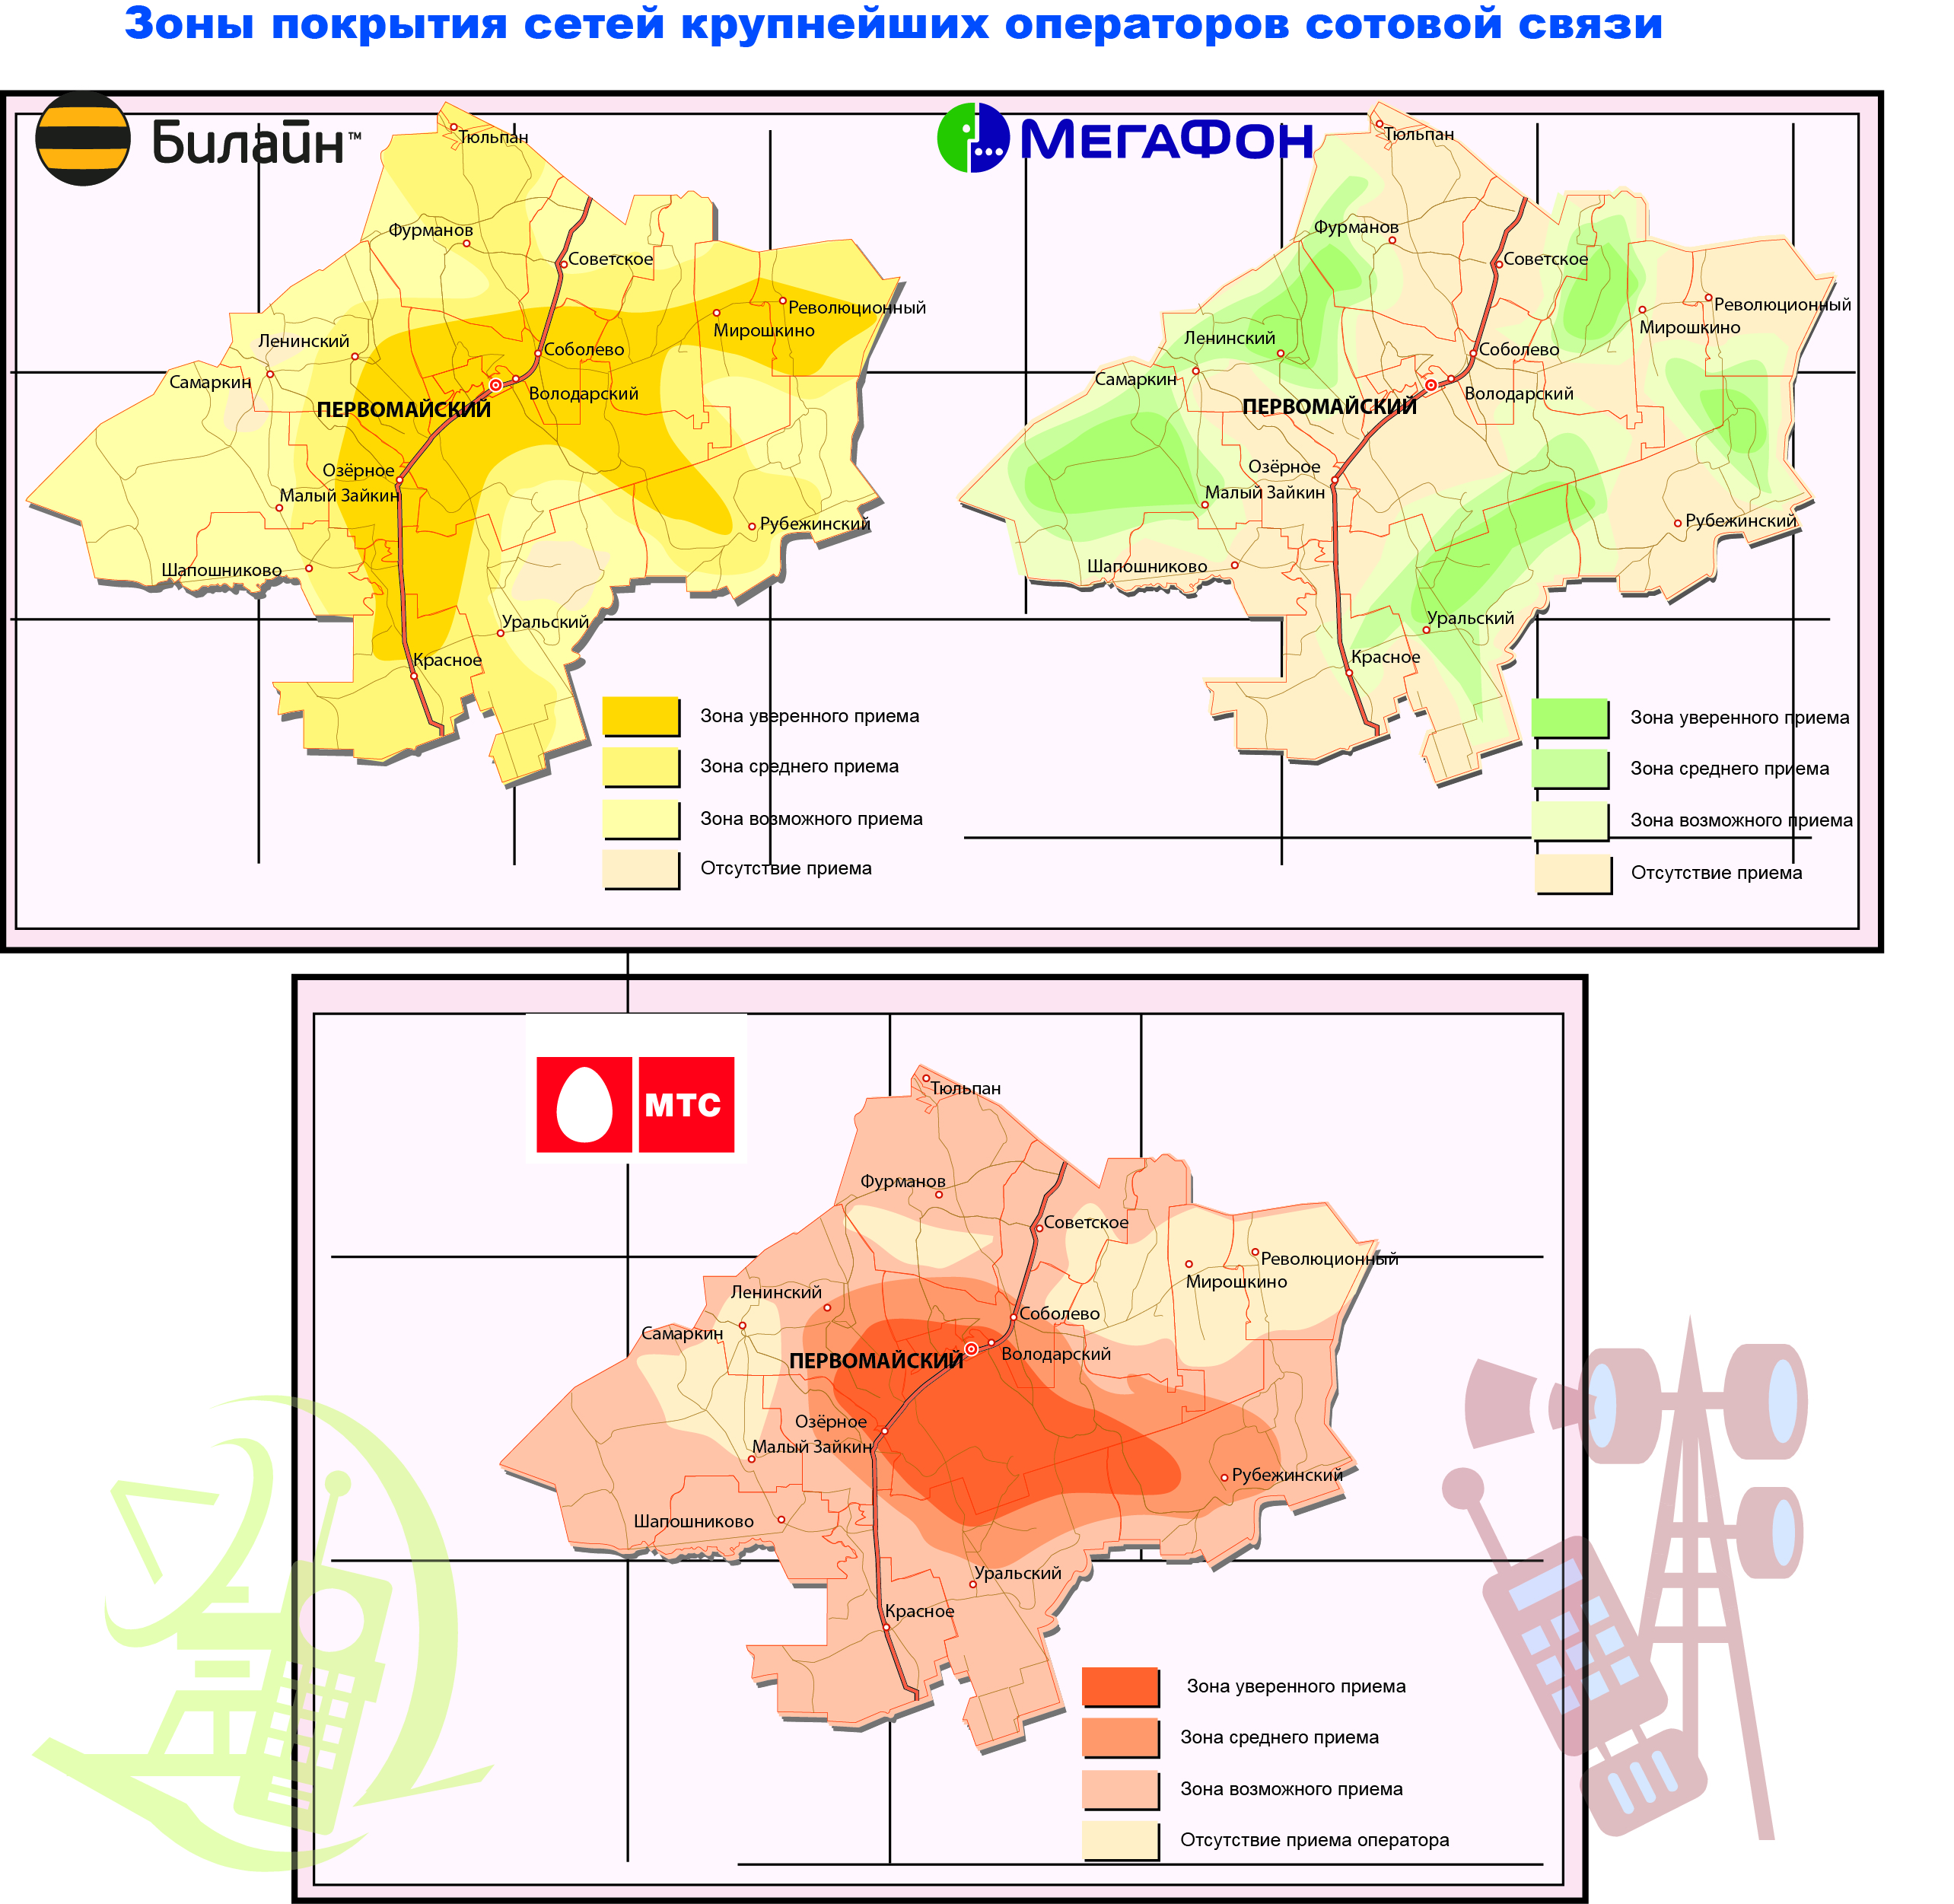 Зоны покрытия сетей крупнейших операторов сотовой связи
Билайн™
Тюльпан
Фурманов
Советское
Революционный
Мирошкино
Ленинский
Соболево
Самаркин
Володарский
ПЕРВОМАЙСКИЙ
Озёрное
Малый Зайкин
Рубежинский
Шапошниково
Уральский
Красное
Зона уверенного приема
Зона среднего приема
Зона возможного приема
Отсутствие приема
МЕГАФОН
Тюльпан
Фурманов
Советское
Революционный
Мирошкино
Ленинский
Соболево
Самаркин
Володарский
ПЕРВОМАЙСКИЙ
Озёрное
Малый Зайкин
Рубежинский
Шапошниково
Уральский
Красное
Зона уверенного приема
Зона среднего приема
Зона возможного приема
Отсутствие приема
МТС
Тюльпан
Фурманов
Советское
Революционный
Мирошкино
Ленинский
Соболево
Самаркин
Володарский
ПЕРВОМАЙСКИЙ
Озёрное
Малый Зайкин
Рубежинский
Шапошниково
Уральский
Красное
Зона уверенного приема
Зона среднего приема
Зона возможного приема
Отсутствие приема оператора